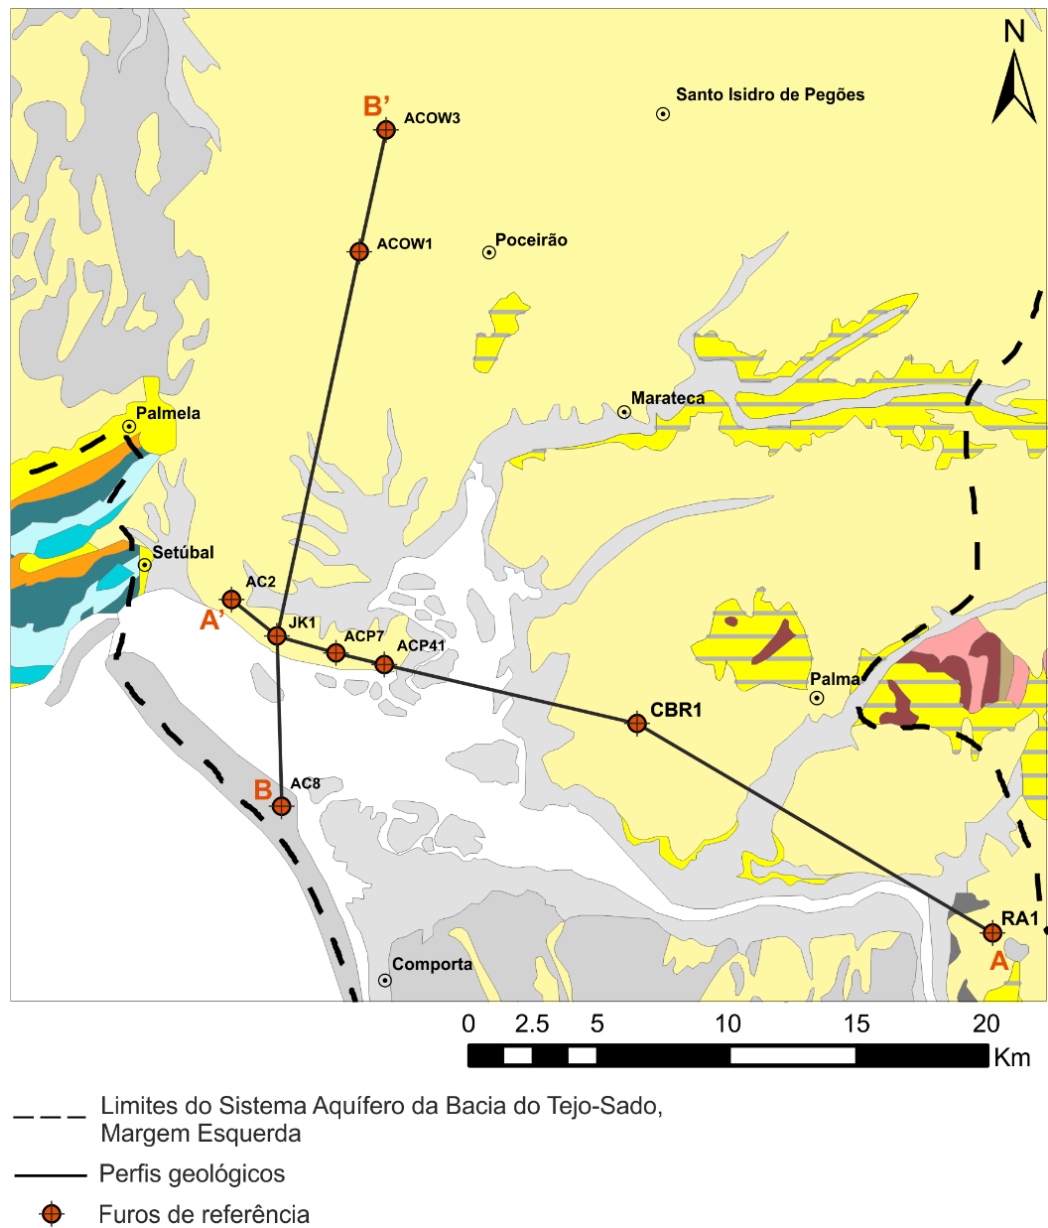 N
Santo Isidro de Pegões
B’
ACOW3
ACOW1
Poceirão
Marateca
Palmela
Setúbal
AC2
A’
JK1
ACP7
ACP41
Palma
CBR1
B
AC8
RA1
A
Comporta
0 2.5 5 10 15 20
Km
Limites do Sistema Aquífero da Bacia do Tejo-Sado,
Margem Esquerda
Perfis geológicos
Furos de referência